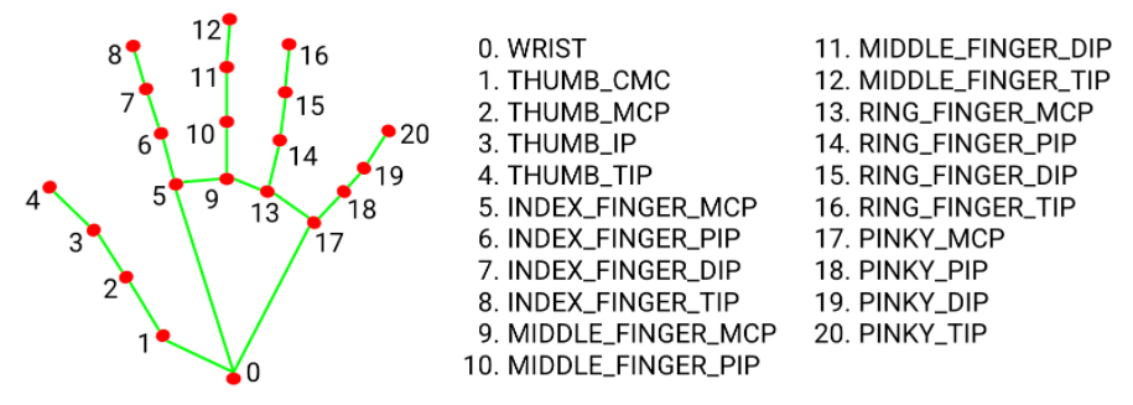 12
8
16
11
7
15
10
6
14
20
4
5
9
13
19
18
3
17
2
1
0
0. WRIST
1. THUMB_CMC
2. THUMB_MCP
3. THUMB_IP
4. THUMB_TIP
5. INDEX_FINGER_MCP
6. INDEX_FINGER_PIP
7. INDEX_FINGER_DIP
8. INDEX_FINGER_TIP
9. MIDDLE_FINGER_MCP
10. MIDDLE_FINGER_PIP
11. MIDDLE_FINGER_DIP
12. MIDDLE_FINGER_TIP
13. RING_FINGER_MCP
14. RING_FINGER_PIP
15. RING_FINGER_DIP
16. RING_FINGER_TIP
17. PINKY_MCP
18. PINKY_PIP
19. PINKY_DIP
20. PINKY_TIP